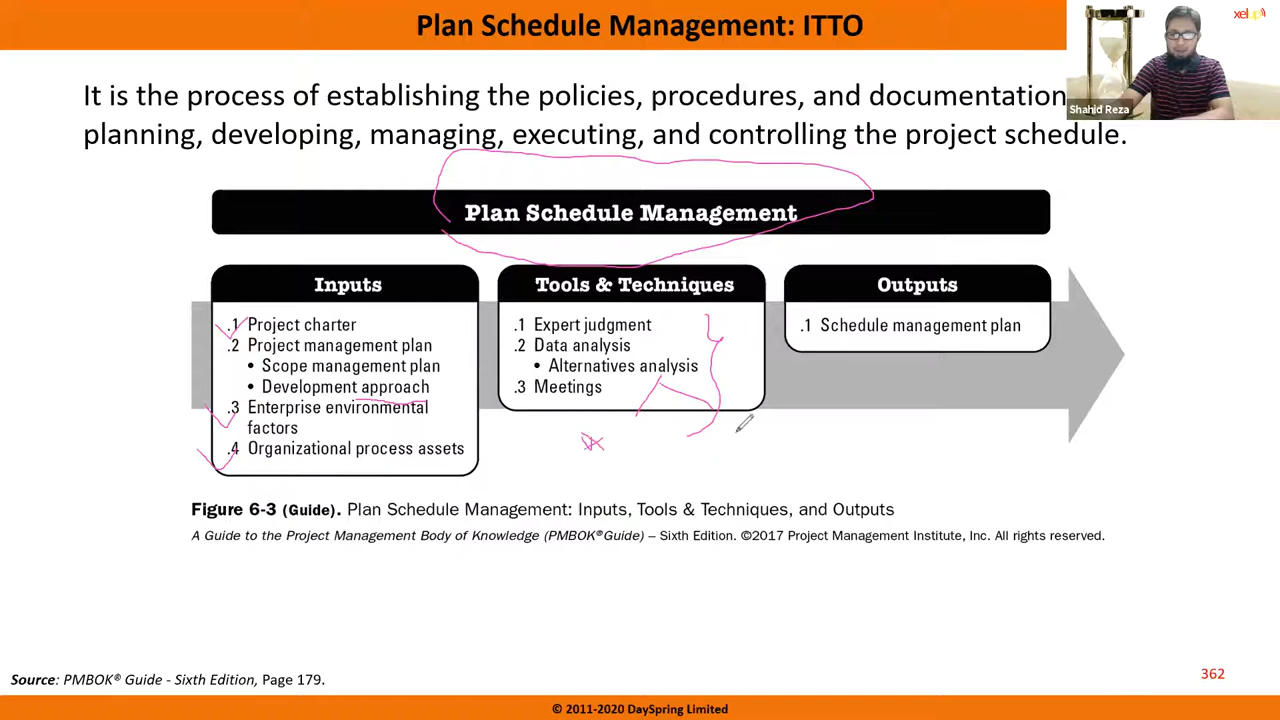 Plan Schedule Management: ITTO
xelup
Shahid Reza
It is the process of establishing the policies, procedures, and documentation
planning, developing, managing, executing, and controlling the project schedule.
Plan Schedule Management
Inputs
.1 Project charter
.2 Project management plan
• Scope management plan
• Development approach
.3 Enterprise environmental
factors
.4 Organizational process assets
Tools & Techniques
.1 Expert judgment
.2 Data analysis
• Alternatives analysis
.3 Meetings
Outputs
.1 Schedule management plan
Figure 6-3 (Guide). Plan Schedule Management: Inputs, Tools & Techniques, and Outputs
A Guide to the Project Management Body of Knowledge (PMBOK®Guide) – Sixth Edition. ©2017 Project Management Institute, Inc. All rights reserved.
Source: PMBOK® Guide - Sixth Edition, Page 179.
362
© 2011-2020 DaySpring Limited